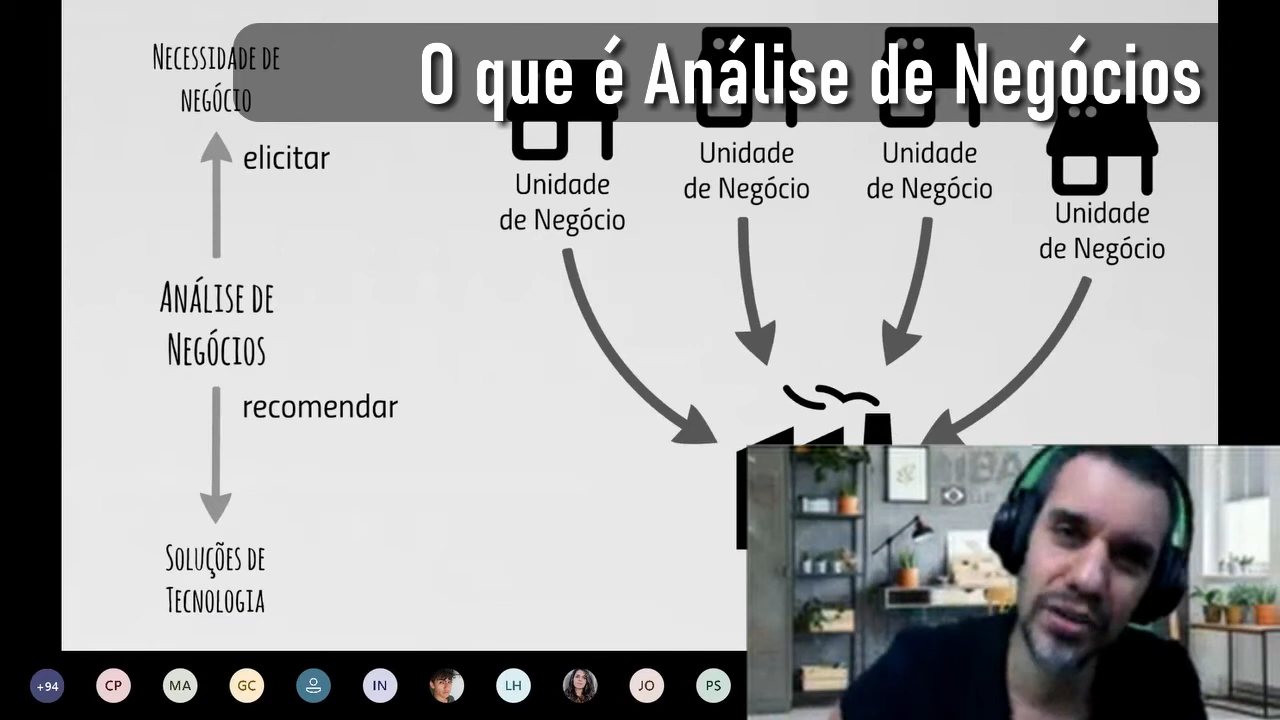 O que é Análise de Negócios
NECESSIDADE DE
NEGÓCIO
elicitar
ANÁLISE DE
NEGÓCIOS
recomendar
SOLUÇÕES DE
TECNOLOGIA
Unidade
de Negócio
Unidade
de Negócio
Unidade
de Negócio
Unidade
de Negócio
+94
CP
MA
GC
IN
LH
JO
PS